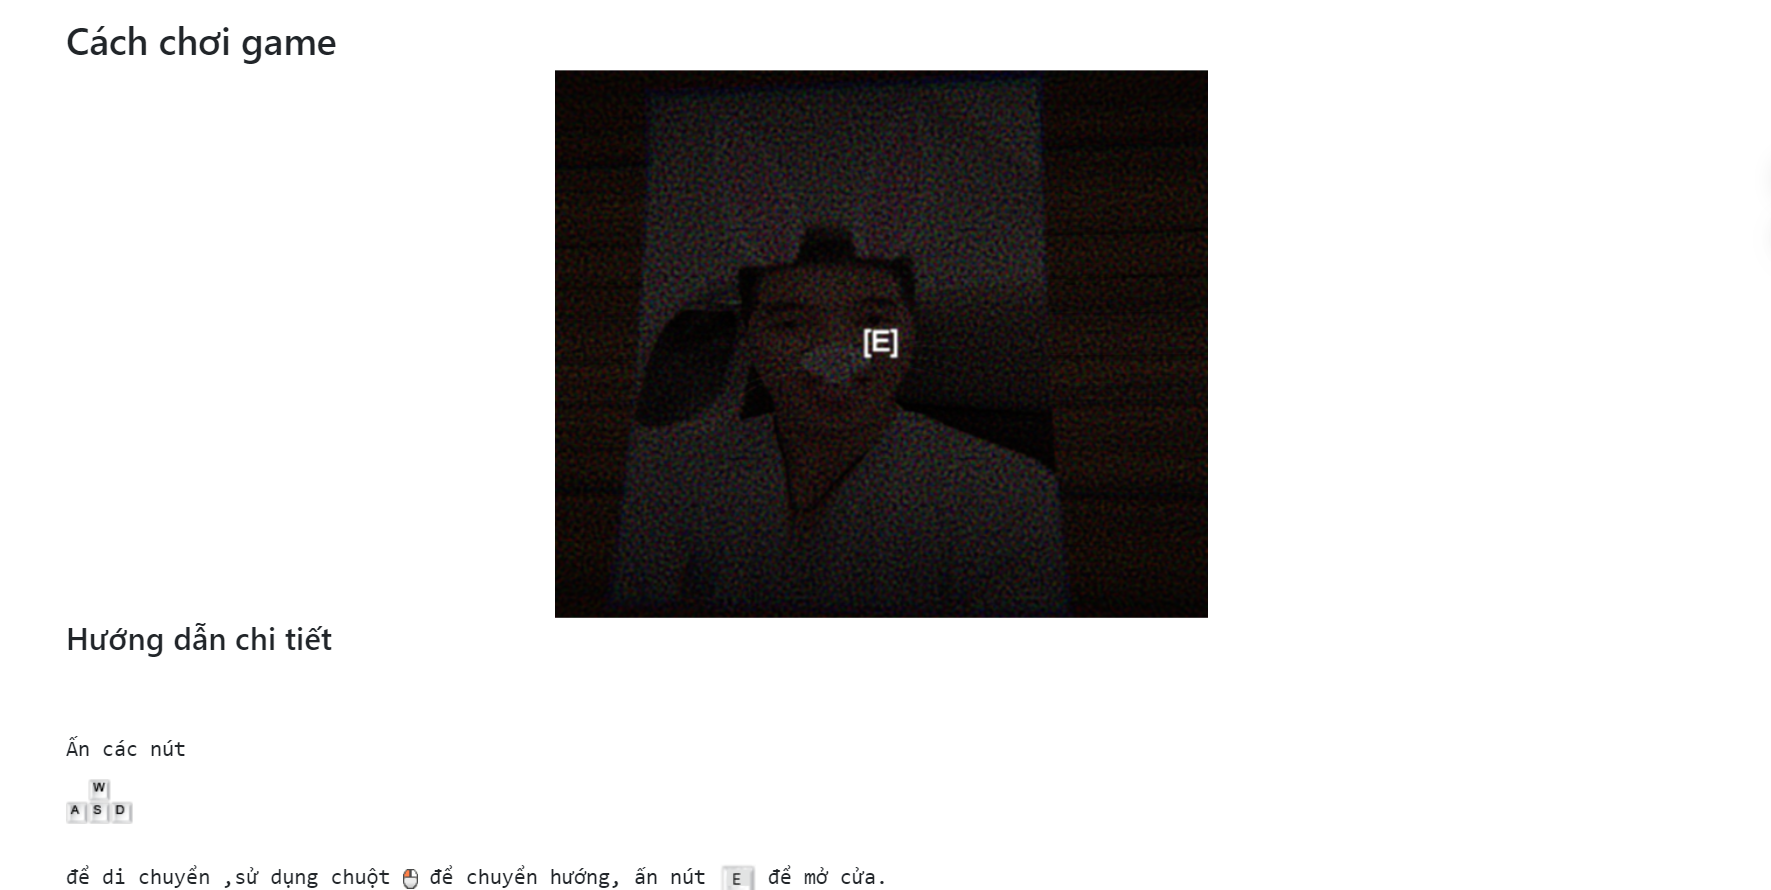 Cách chơi game
[E]
Hướng dẫn chi tiết
Ấn các nút
W
A S D
để di chuyển ,sử dụng chuột để chuyển hướng, ấn nút E để mở cửa.